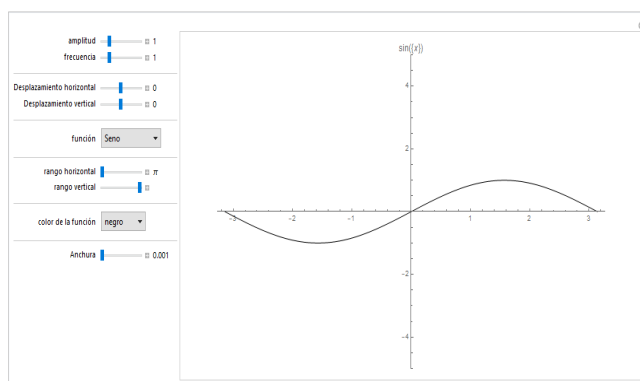 amplitud 1
frecuencia 1
Desplazamiento horizontal 0
Desplazamiento vertical 0
función Seno
rango horizontal π
rango vertical
color de la función negro
Anchura 0.001
sin({x})
4
2
-3 -2 -1 1 2 3
-2
-4